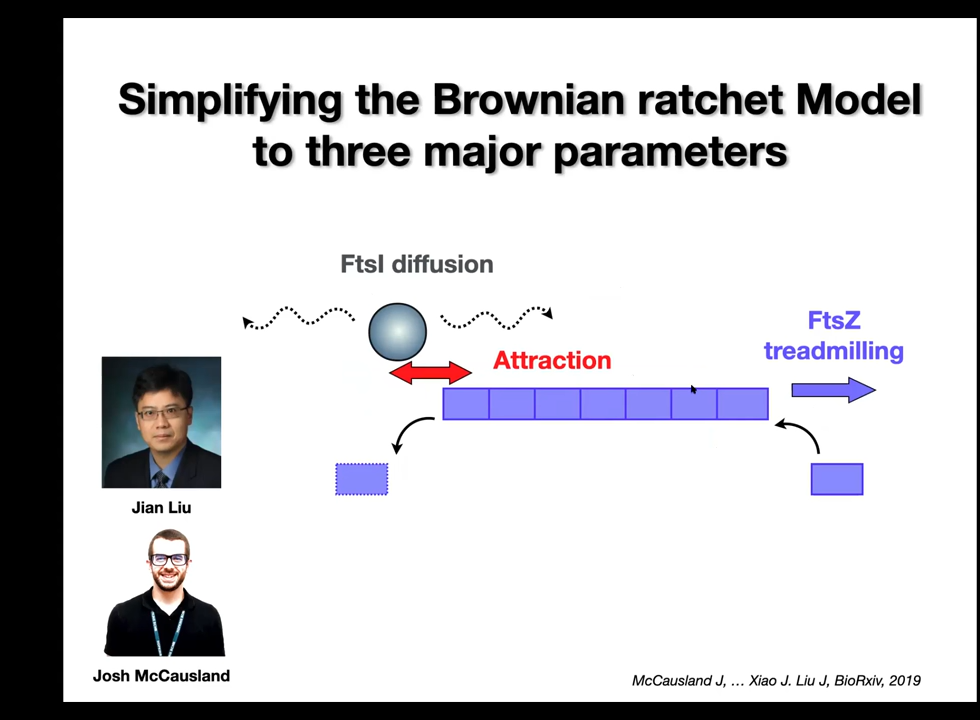 Simplifying the Brownian ratchet Model
to three major parameters
FtsI diffusion
FtsZ
treadmilling
Attraction
Jian Liu
Josh McCausland
McCausland J, ... Xiao J. Liu J, BioRxiv, 2019